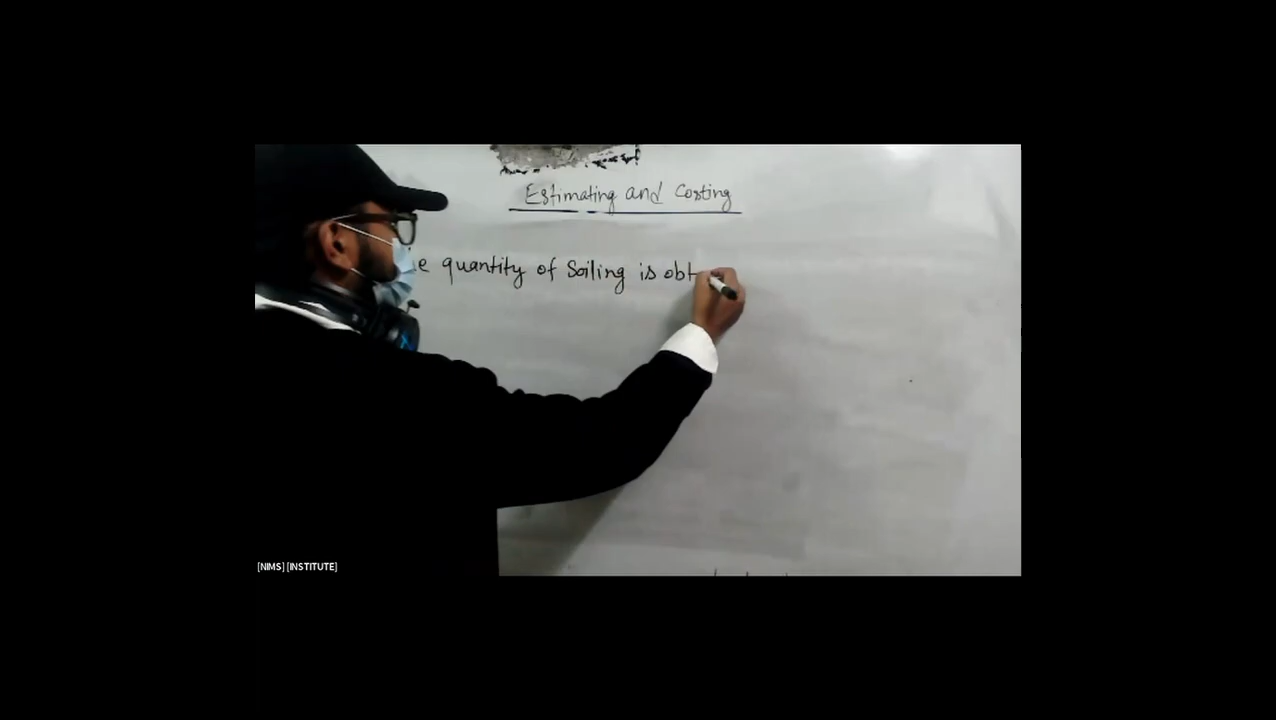 Estimating and Costing
e quantity of Soiling is obt
[NIMS] [INSTITUTE]